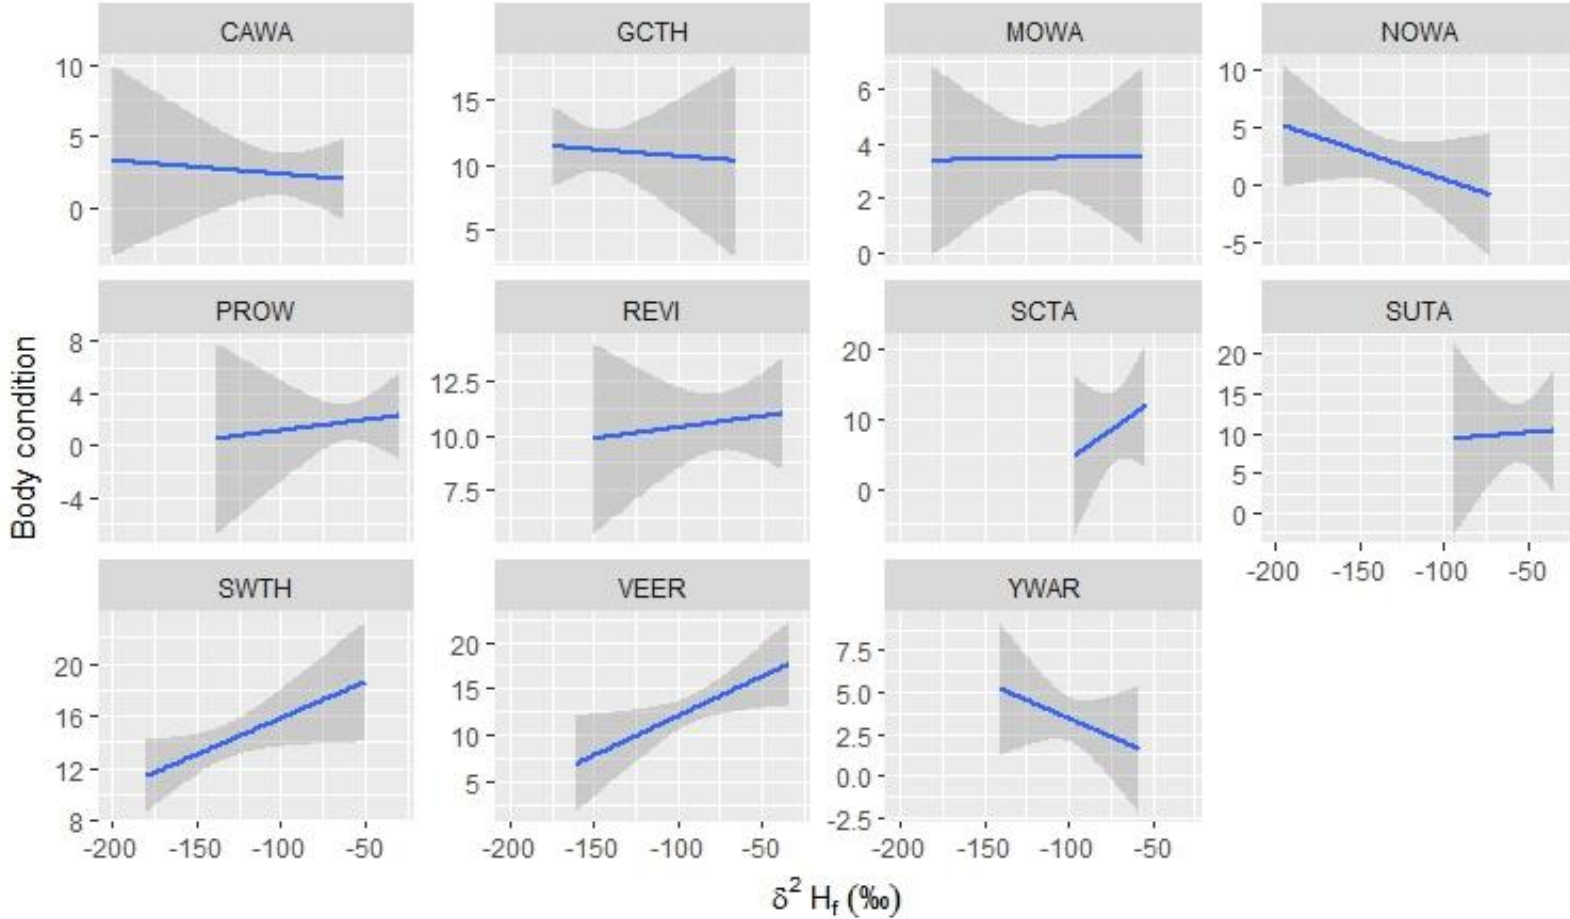 CAWA GCTH MOWA NOWA
10 5 0
15 10 5
6 4 2 0
10 5 0 -5
PROW REVI SCTA SUTA
8 4 0 -4
12.5 10.0 7.5
20 10 0
20 15 10 5 0
-200 -150 -100 -50
SWTH VEER YWAR
20 16 12 8
20 15 10 5
7.5 5.0 2.5 0.0 -2.5
-200 -150 -100 -50 -200 -150 -100 -50 -200 -150 -100 -50
Body condition
δ² H_f (‰)